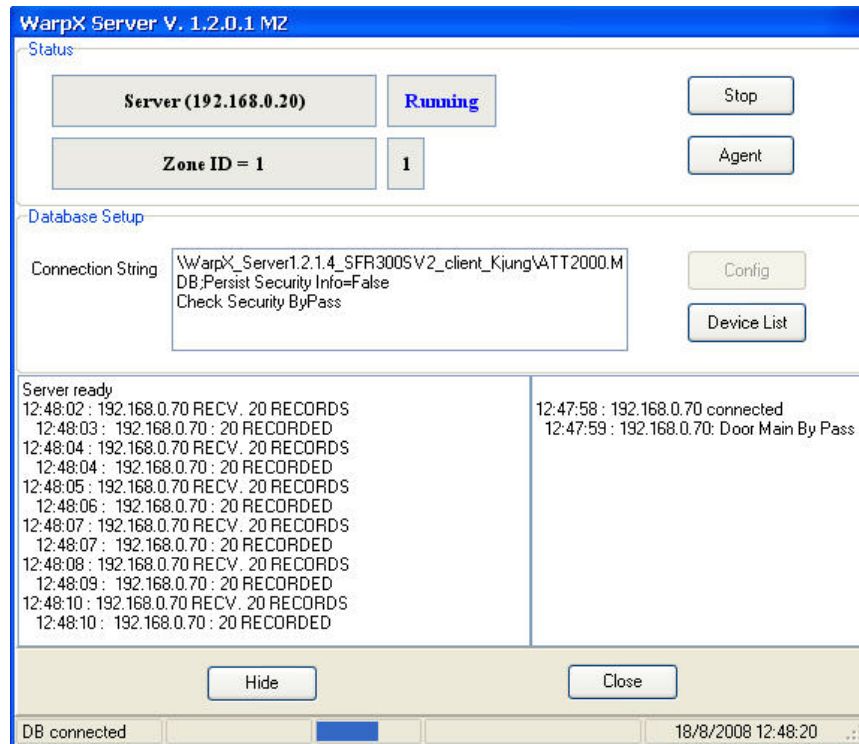 WarpX Server V. 1.2.0.1 MZ
Status
Server (192.168.0.20)
Running
Stop
Zone ID = 1
1
Agent
Database Setup
Connection String
\WarpX_Server1.2.1.4_SFR300SV2_client_Kjung\ATT2000.M
DB;Persist Security Info=False
Check Security ByPass
Config
Device List
Server ready
12:48:02 : 192.168.0.70 RECV. 20 RECORDS
12:48:03 : 192.168.0.70 : 20 RECORDED
12:48:04 : 192.168.0.70 RECV. 20 RECORDS
12:48:04 : 192.168.0.70 : 20 RECORDED
12:48:05 : 192.168.0.70 RECV. 20 RECORDS
12:48:06 : 192.168.0.70 : 20 RECORDED
12:48:07 : 192.168.0.70 RECV. 20 RECORDS
12:48:07 : 192.168.0.70 : 20 RECORDED
12:48:08 : 192.168.0.70 RECV. 20 RECORDS
12:48:09 : 192.168.0.70 : 20 RECORDED
12:48:10 : 192.168.0.70 RECV. 20 RECORDS
12:48:10 : 192.168.0.70 : 20 RECORDED
12:47:58 : 192.168.0.70 connected
12:47:59 : 192.168.0.70: Door Main By Pass
Hide
Close
DB connected
18/8/2008 12:48:20